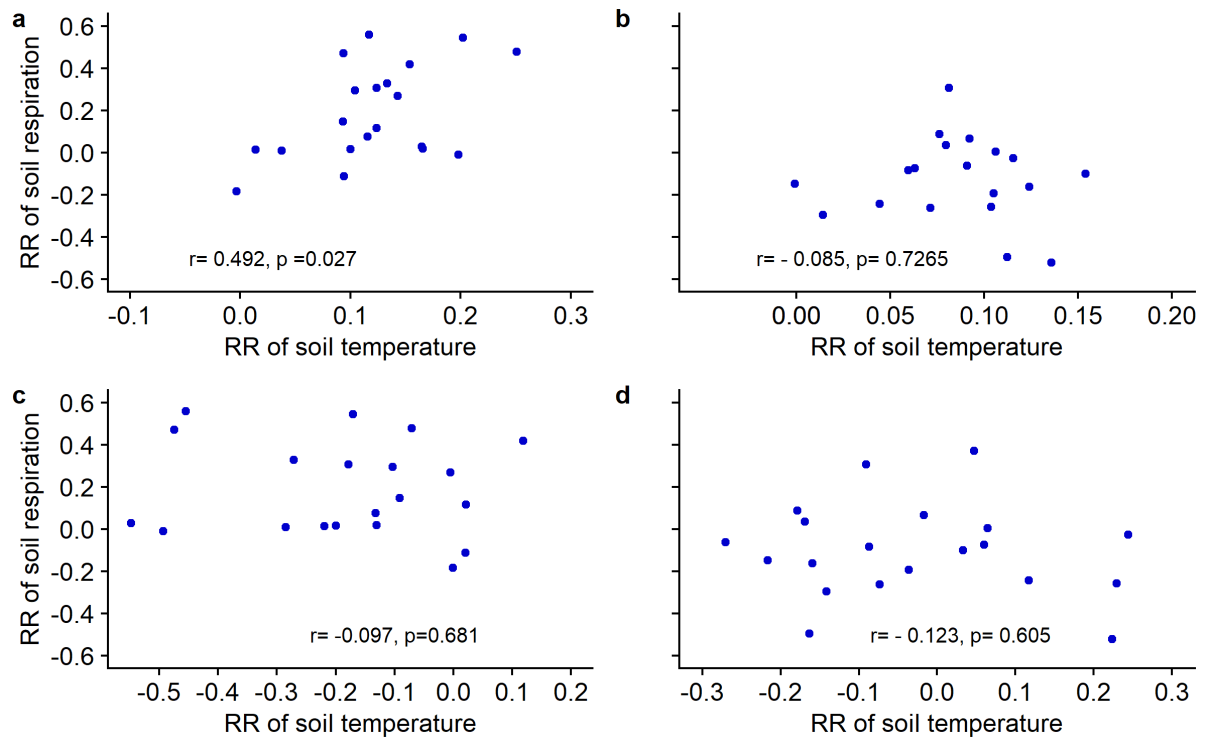 a
RR of soil respiration
0.6
0.4
0.2
0.0
-0.2
-0.4
-0.6
r= 0.492, p =0.027
-0.1 0.0 0.1 0.2 0.3
RR of soil temperature
b
r= - 0.085, p= 0.7265
0.00 0.05 0.10 0.15 0.20
RR of soil temperature
c
RR of soil respiration
0.6
0.4
0.2
0.0
-0.2
-0.4
-0.6
r= -0.097, p=0.681
-0.5 -0.4 -0.3 -0.2 -0.1 0.0 0.1 0.2
RR of soil temperature
d
r= - 0.123, p= 0.605
-0.3 -0.2 -0.1 0.0 0.1 0.2 0.3
RR of soil temperature